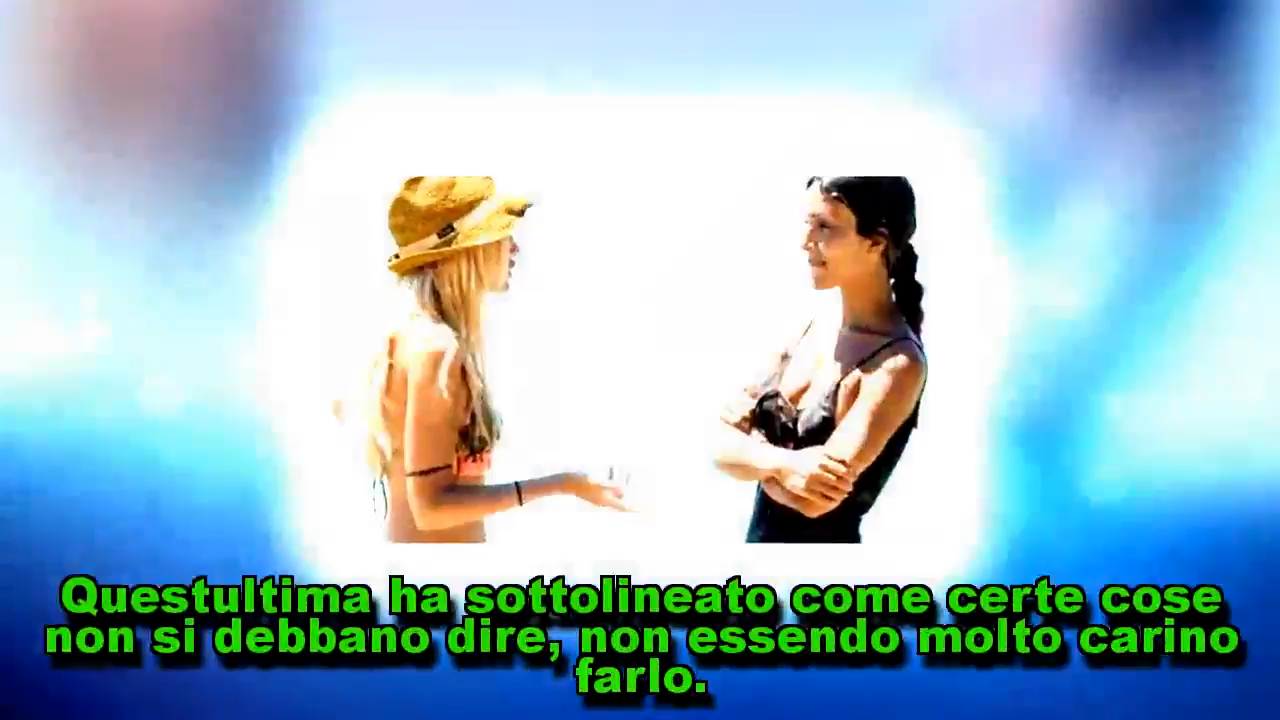 Questultima ha sottolineato come certe cose
non si debbano dire, non essendo molto carino
farlo.